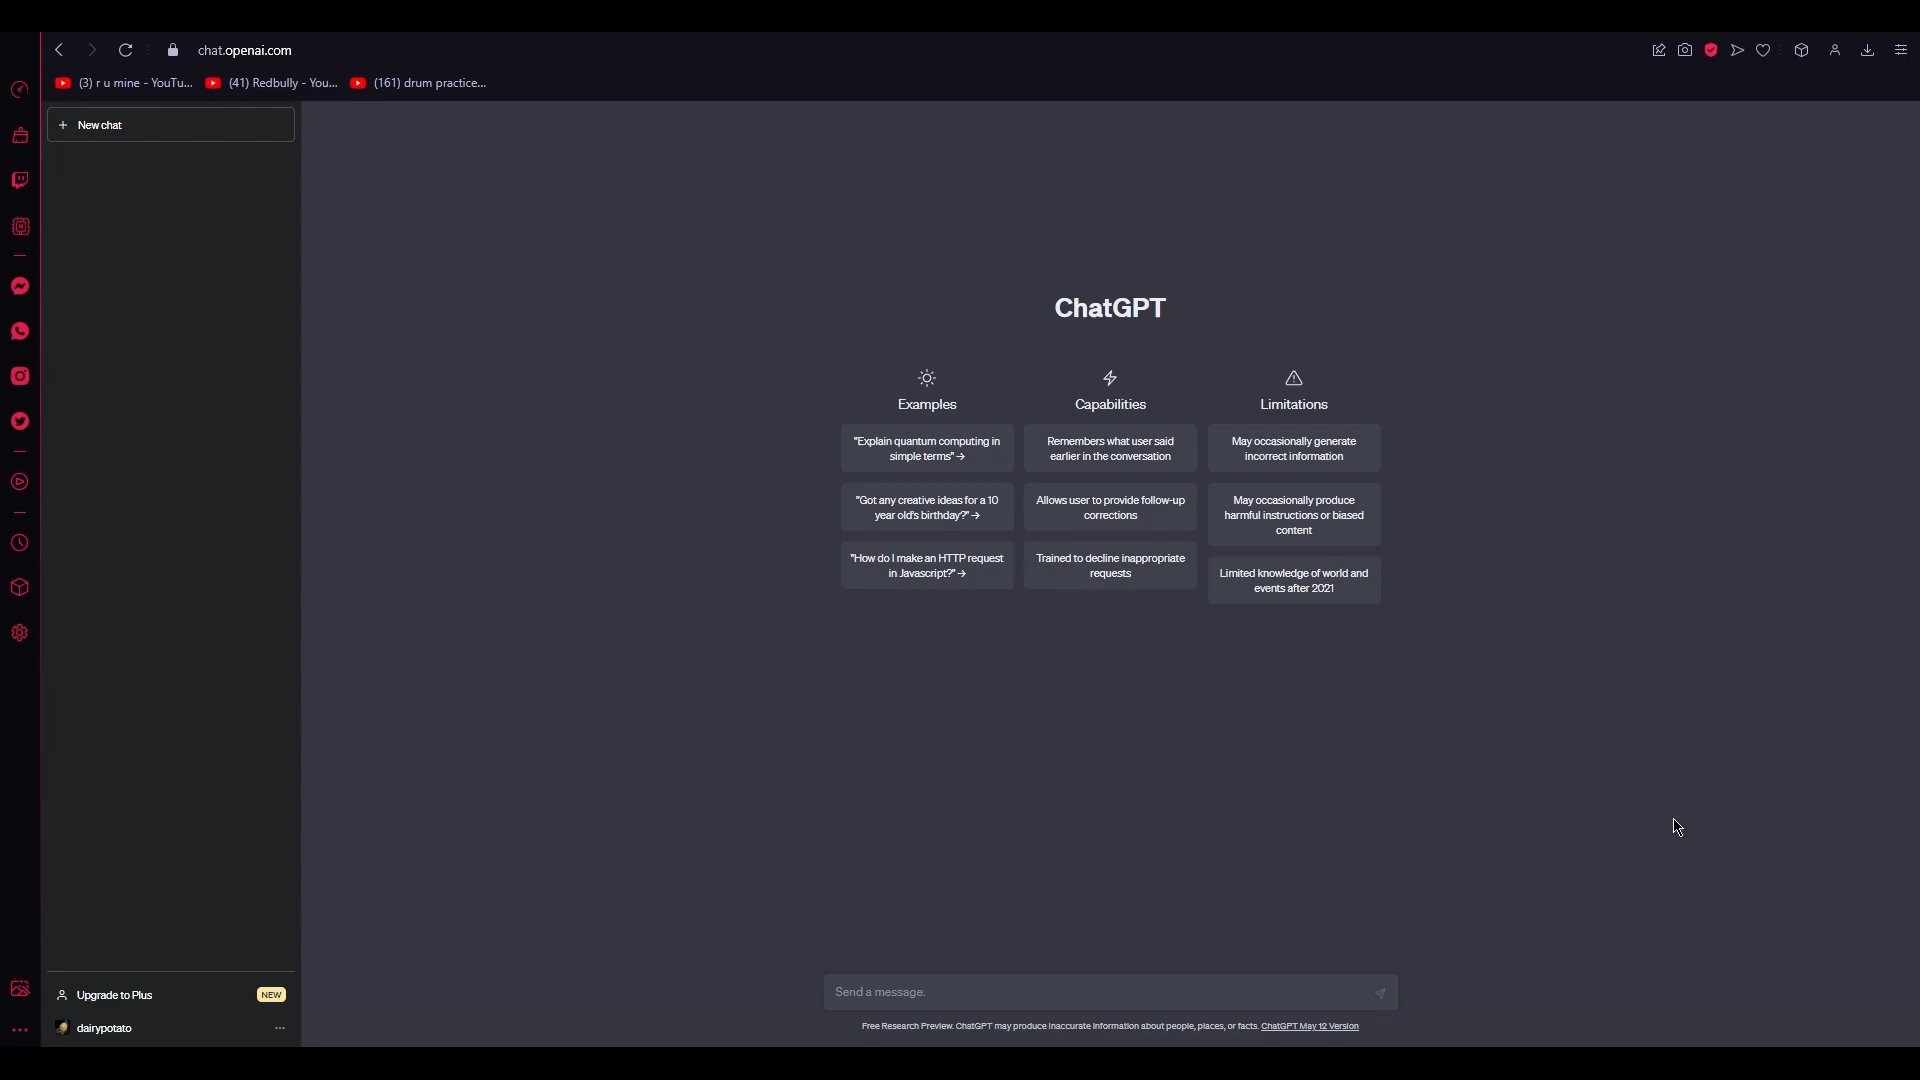 chat.openai.com
(3) r u mine - YouTu...
(41) Redbully - You...
(161) drum practice...
+ New chat
ChatGPT
Examples
"Explain quantum computing in
simple terms" →
"Got any creative ideas for a 10
year old's birthday?" →
"How do I make an HTTP request
in Javascript?" →
Capabilities
Remembers what user said
earlier in the conversation
Allows user to provide follow-up
corrections
Trained to decline inappropriate
requests
Limitations
May occasionally generate
incorrect information
May occasionally produce
harmful instructions or biased
content
Limited knowledge of world and
events after 2021
Upgrade to Plus NEW
dairypotato
Send a message.
Free Research Preview. ChatGPT may produce inaccurate information about people, places, or facts. ChatGPT May 12 Version